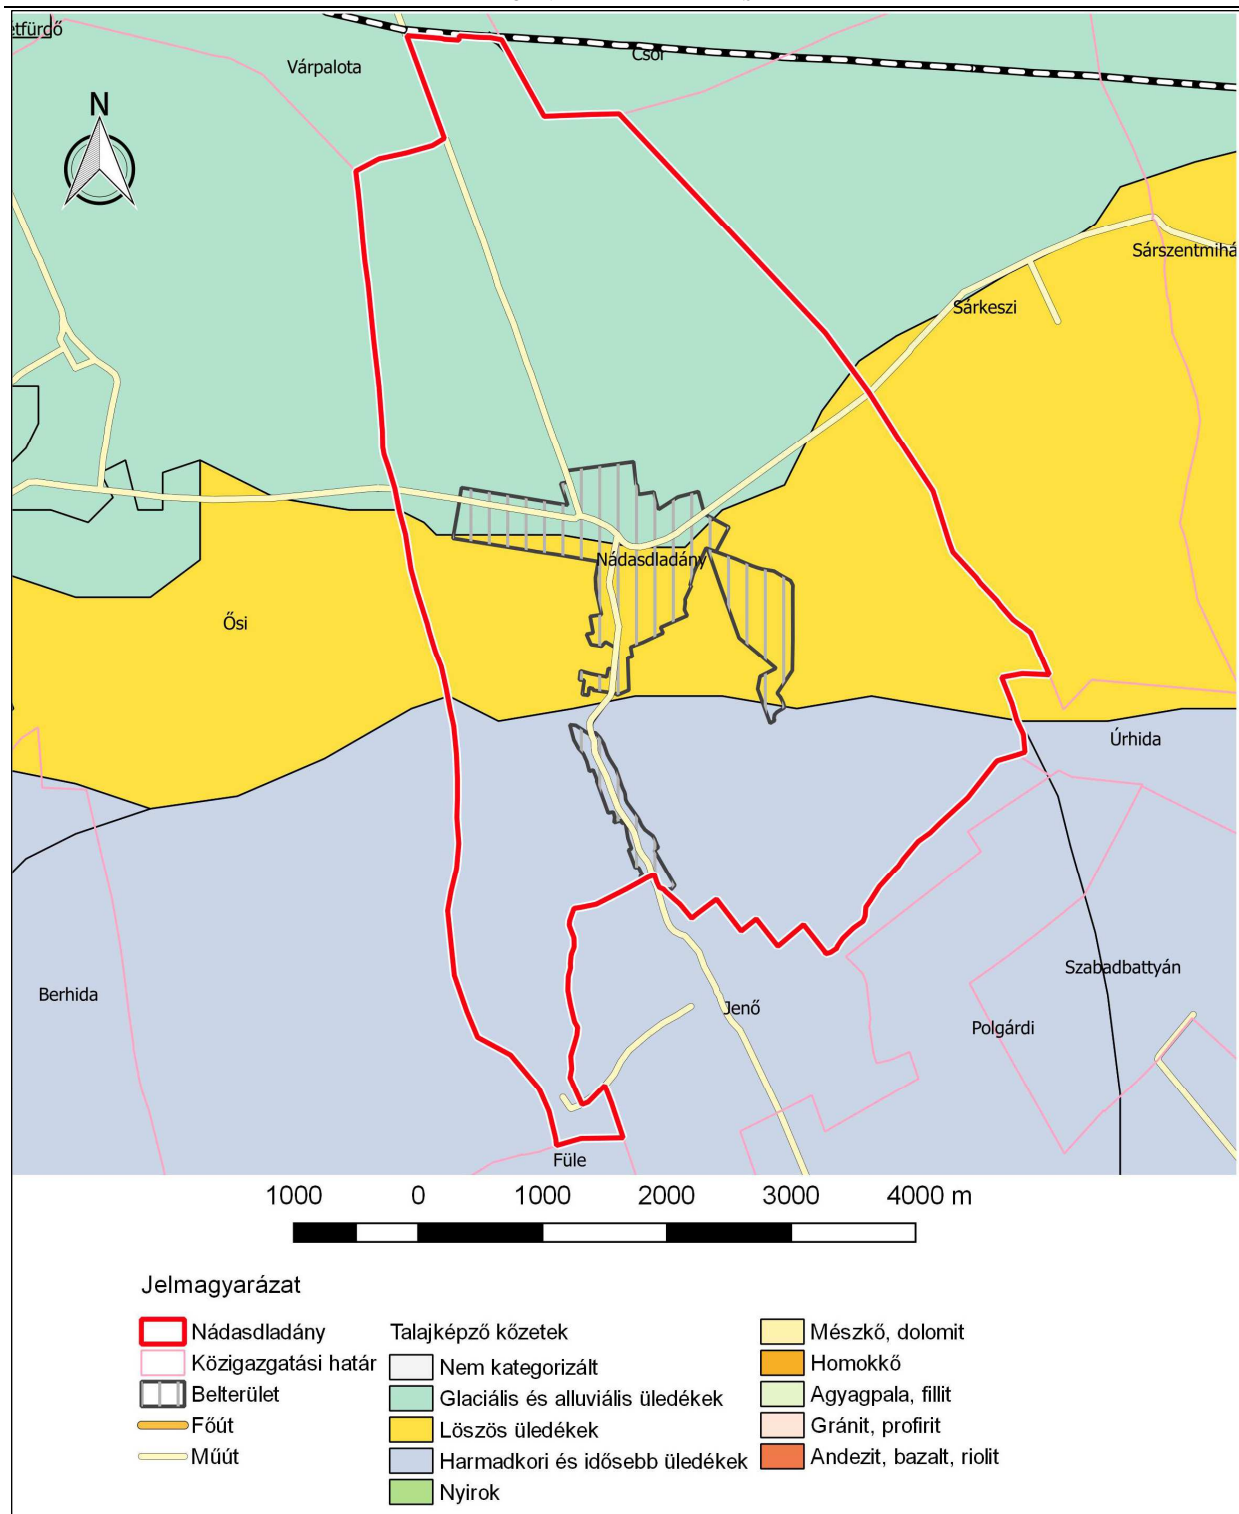 Csór
Várpalota
N
Sárszentmihá
Sárkeszi
Nádasdladány
Ősi
Úrhida
Szabadbattyán
Berhida
Jenő
Polgárdi
Füle
1000 0 1000 2000 3000 4000 m
Jelmagyarázat
Nádasdladány
Közigazgatási határ
Belterület
Főút
Műút
Talajképző kőzetek
Nem kategorizált
Glaciális és alluviális üledékek
Löszös üledékek
Harmadkori és idősebb üledékek
Nyirok
Mészkő, dolomit
Homokkő
Agyagpala, fillit
Gránit, profirit
Andezit, bazalt, riolit